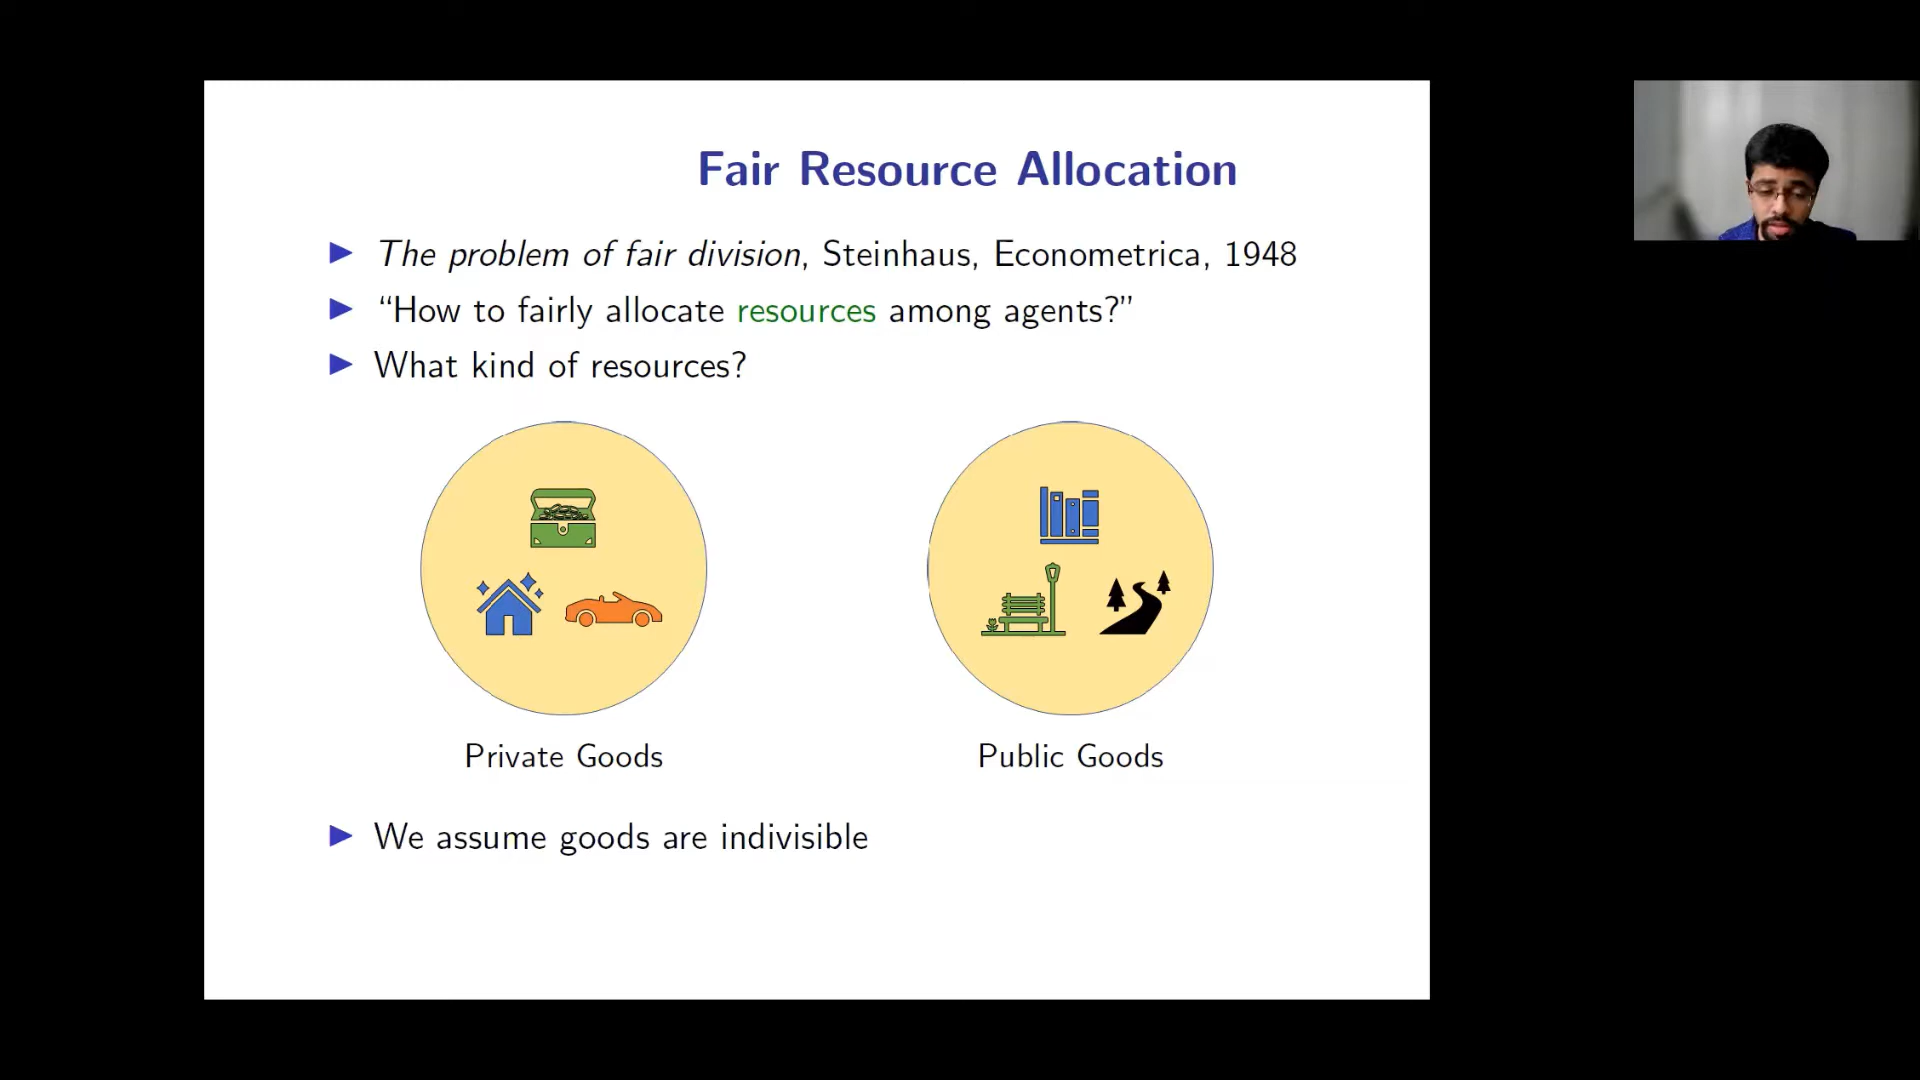 Fair Resource Allocation
The problem of fair division, Steinhaus, Econometrica, 1948
“How to fairly allocate resources among agents?”
What kind of resources?
Private Goods
Public Goods
We assume goods are indivisible